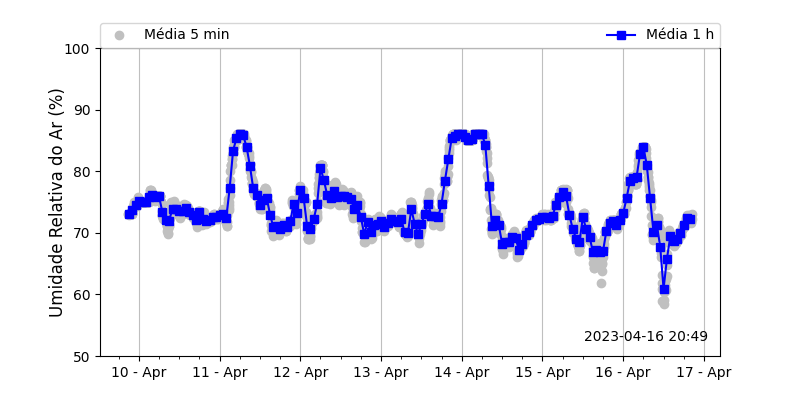 Média 5 min
Média 1 h
Umidade Relativa do Ar (%)
100
90
80
70
60
50
2023-04-16 20:49
10 - Apr
11 - Apr
12 - Apr
13 - Apr
14 - Apr
15 - Apr
16 - Apr
17 - Apr